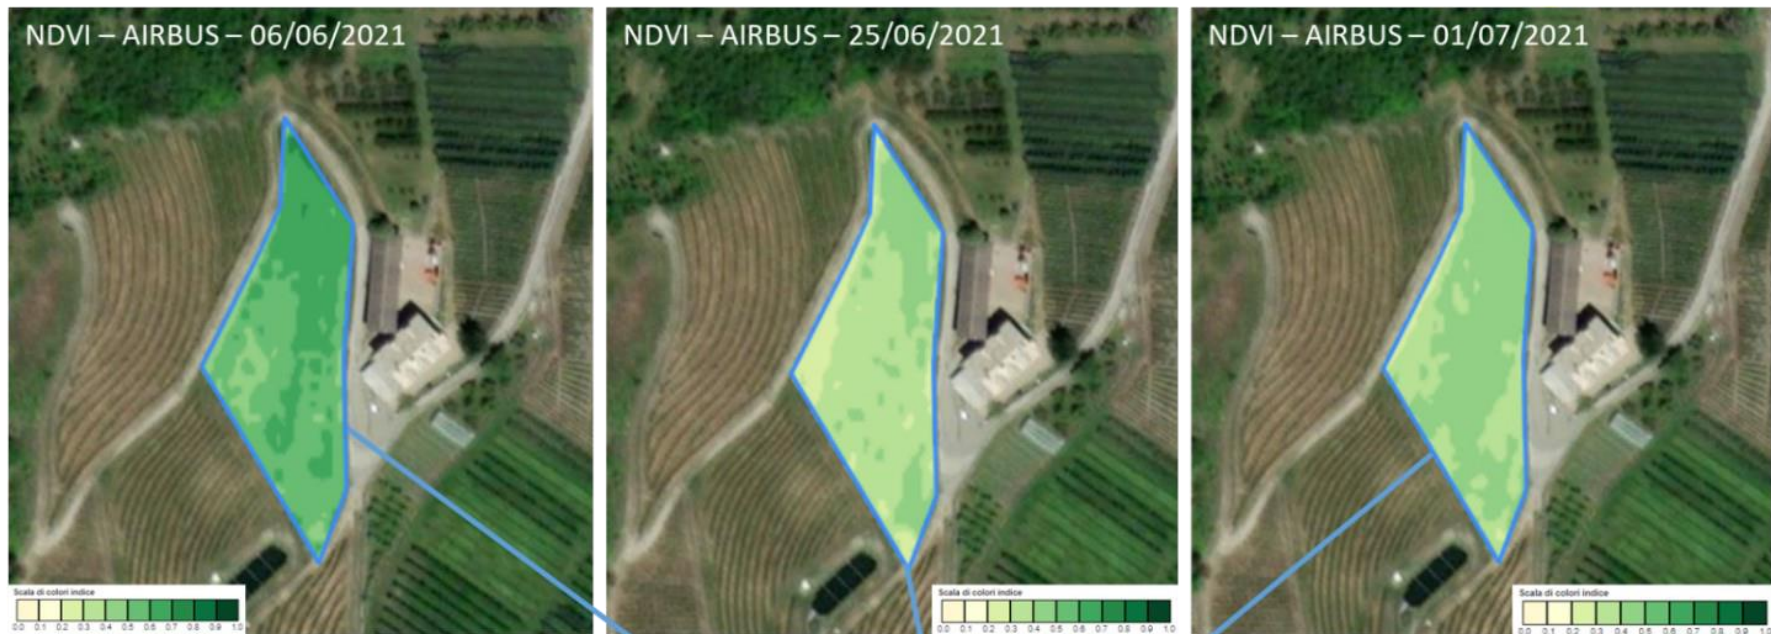 NDVI – AIRBUS – 06/06/2021
NDVI – AIRBUS – 25/06/2021
NDVI – AIRBUS – 01/07/2021
Scala di colori indice
0.0 0.1 0.2 0.3 0.4 0.5 0.6 0.7 0.8 0.9 1.0
Scala di colori indice
0.0 0.1 0.2 0.3 0.4 0.5 0.6 0.7 0.8 0.9 1.0
Scala di colori indice
0.0 0.1 0.2 0.3 0.4 0.5 0.6 0.7 0.8 0.9 1.0